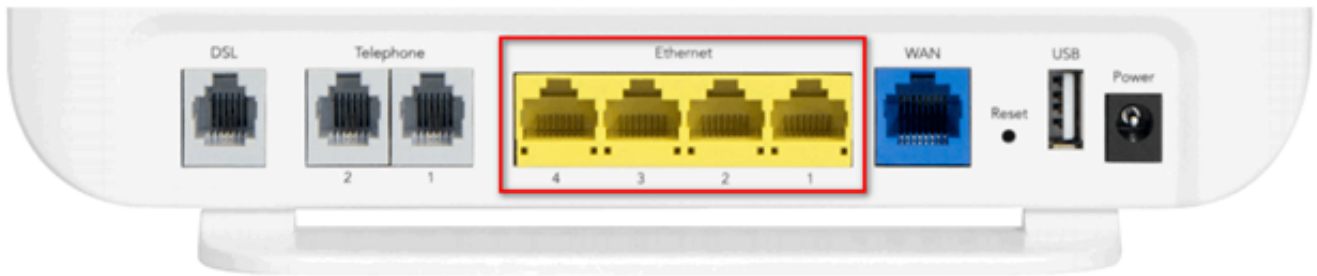 DSL
Telephone
Ethernet
WAN
USB
Power
Reset
2
1
4
3
2
1